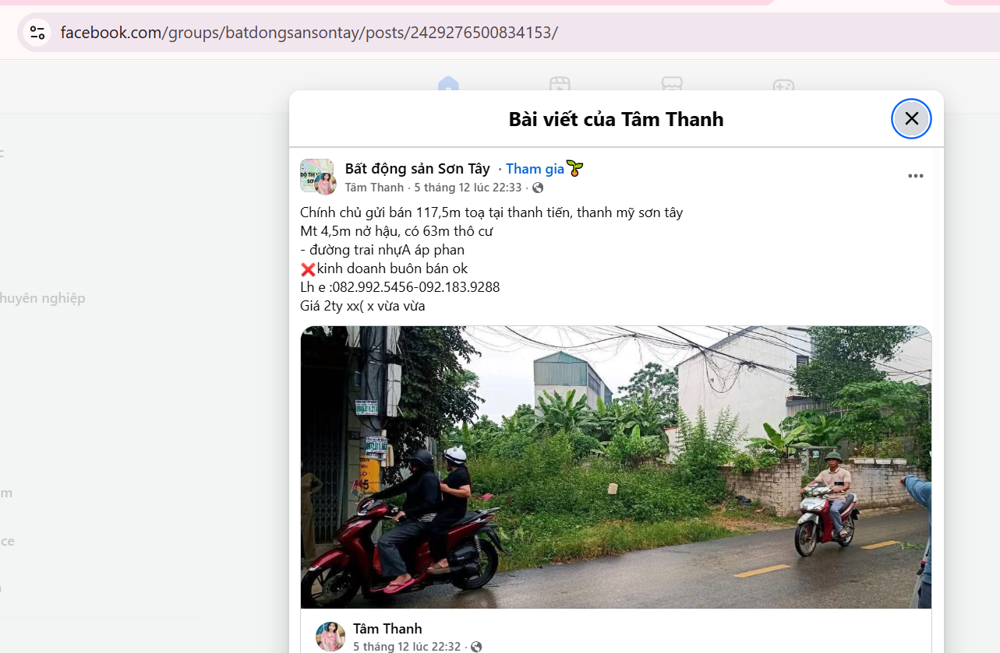 facebook.com/groups/batdongsansontay/posts/2429276500834153/
Bài viết của Tâm Thanh
Bất động sản Sơn Tây · Tham gia
Tâm Thanh · 5 tháng 12 lúc 22:33 ·
Chính chủ gửi bán 117,5m toạ tại thanh tiến, thanh mỹ sơn tây
Mt 4,5m nở hậu, có 63m thô cư
- đường trai nhựA áp phan
❌kinh doanh buôn bán ok
Lh e :082.992.5456-092.183.9288
Giá 2ty xx( x vừa vừa
huyên nghiệp
Tâm Thanh
5 tháng 12 lúc 22:32 ·